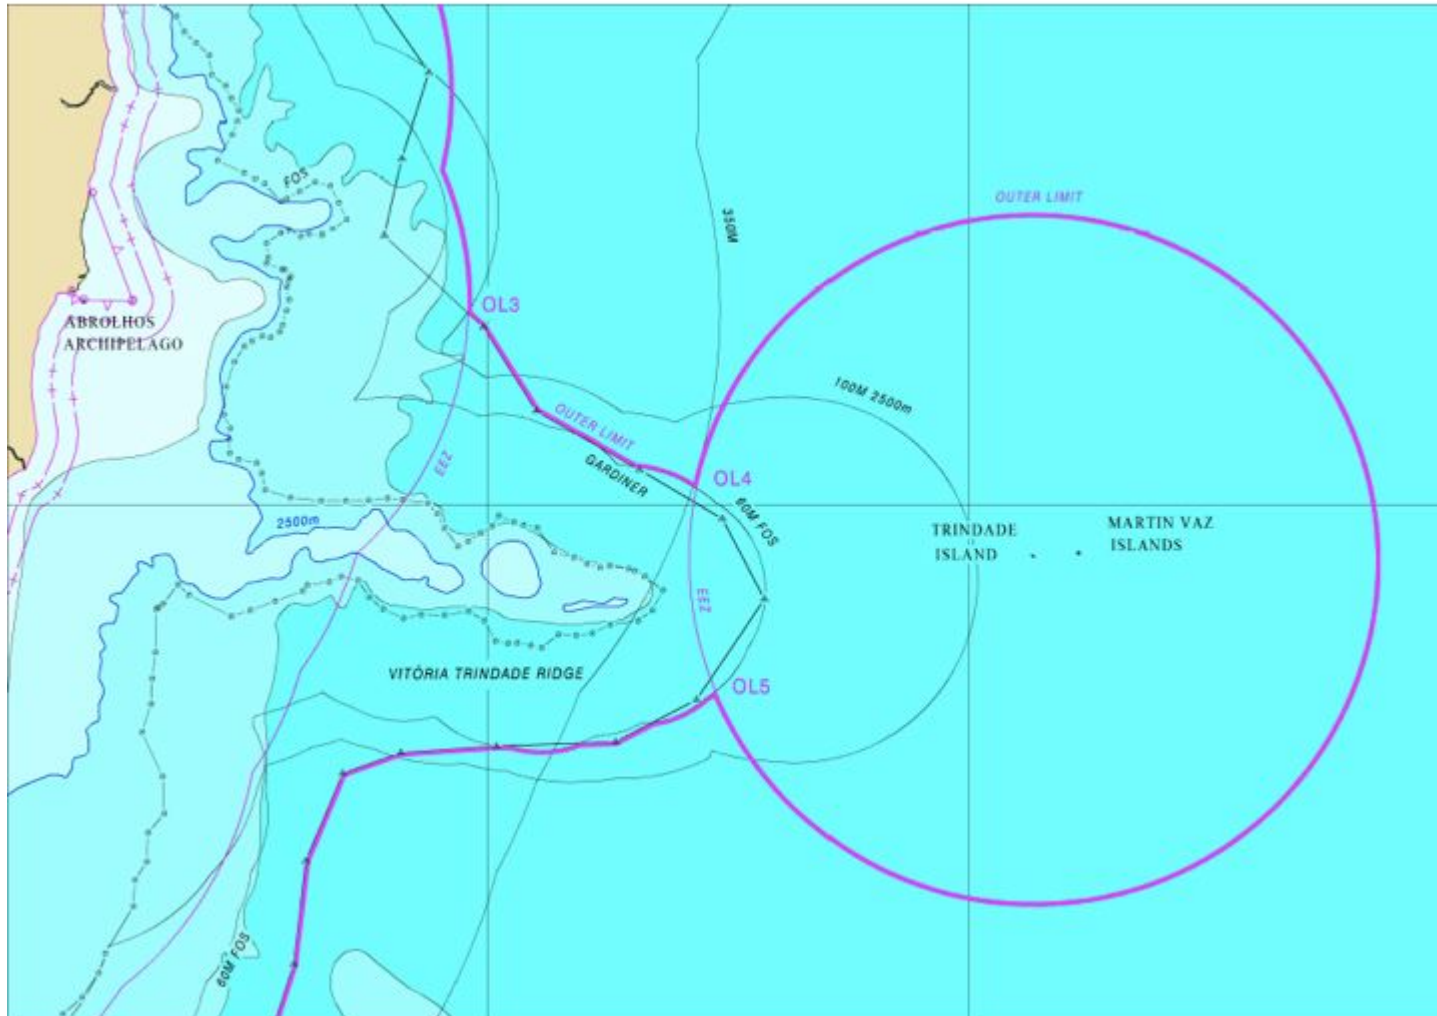 OUTER LIMIT
FOS
350M
OL3
ABROLHOS
ARCHIPELAGO
100M 2500m
OUTER LIMIT
EEZ
GARDINER
OL4
60M FOS
2500m
TRINDADE
ISLAND
MARTIN VAZ
ISLANDS
EEZ
VITÓRIA TRINDADE RIDGE
OL5
60M FOS